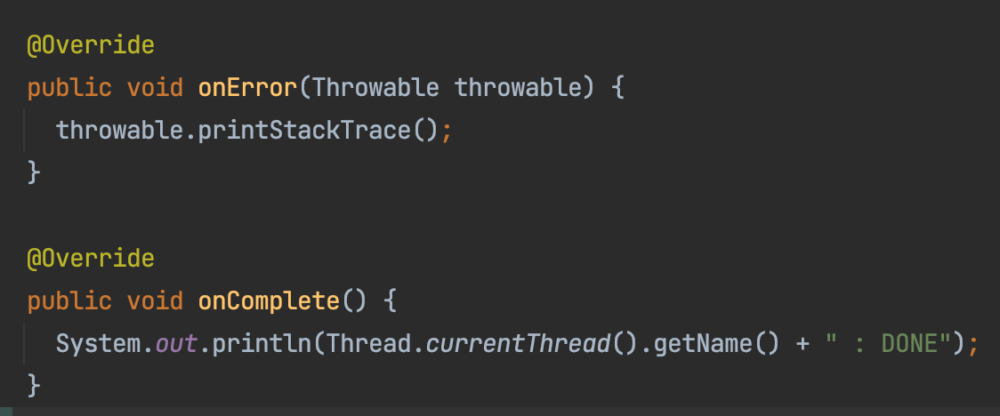 @Override
public void onError(Throwable throwable) {
  throwable.printStackTrace();
}

@Override
public void onComplete() {
  System.out.println(Thread.currentThread().getName() + " : DONE");
}